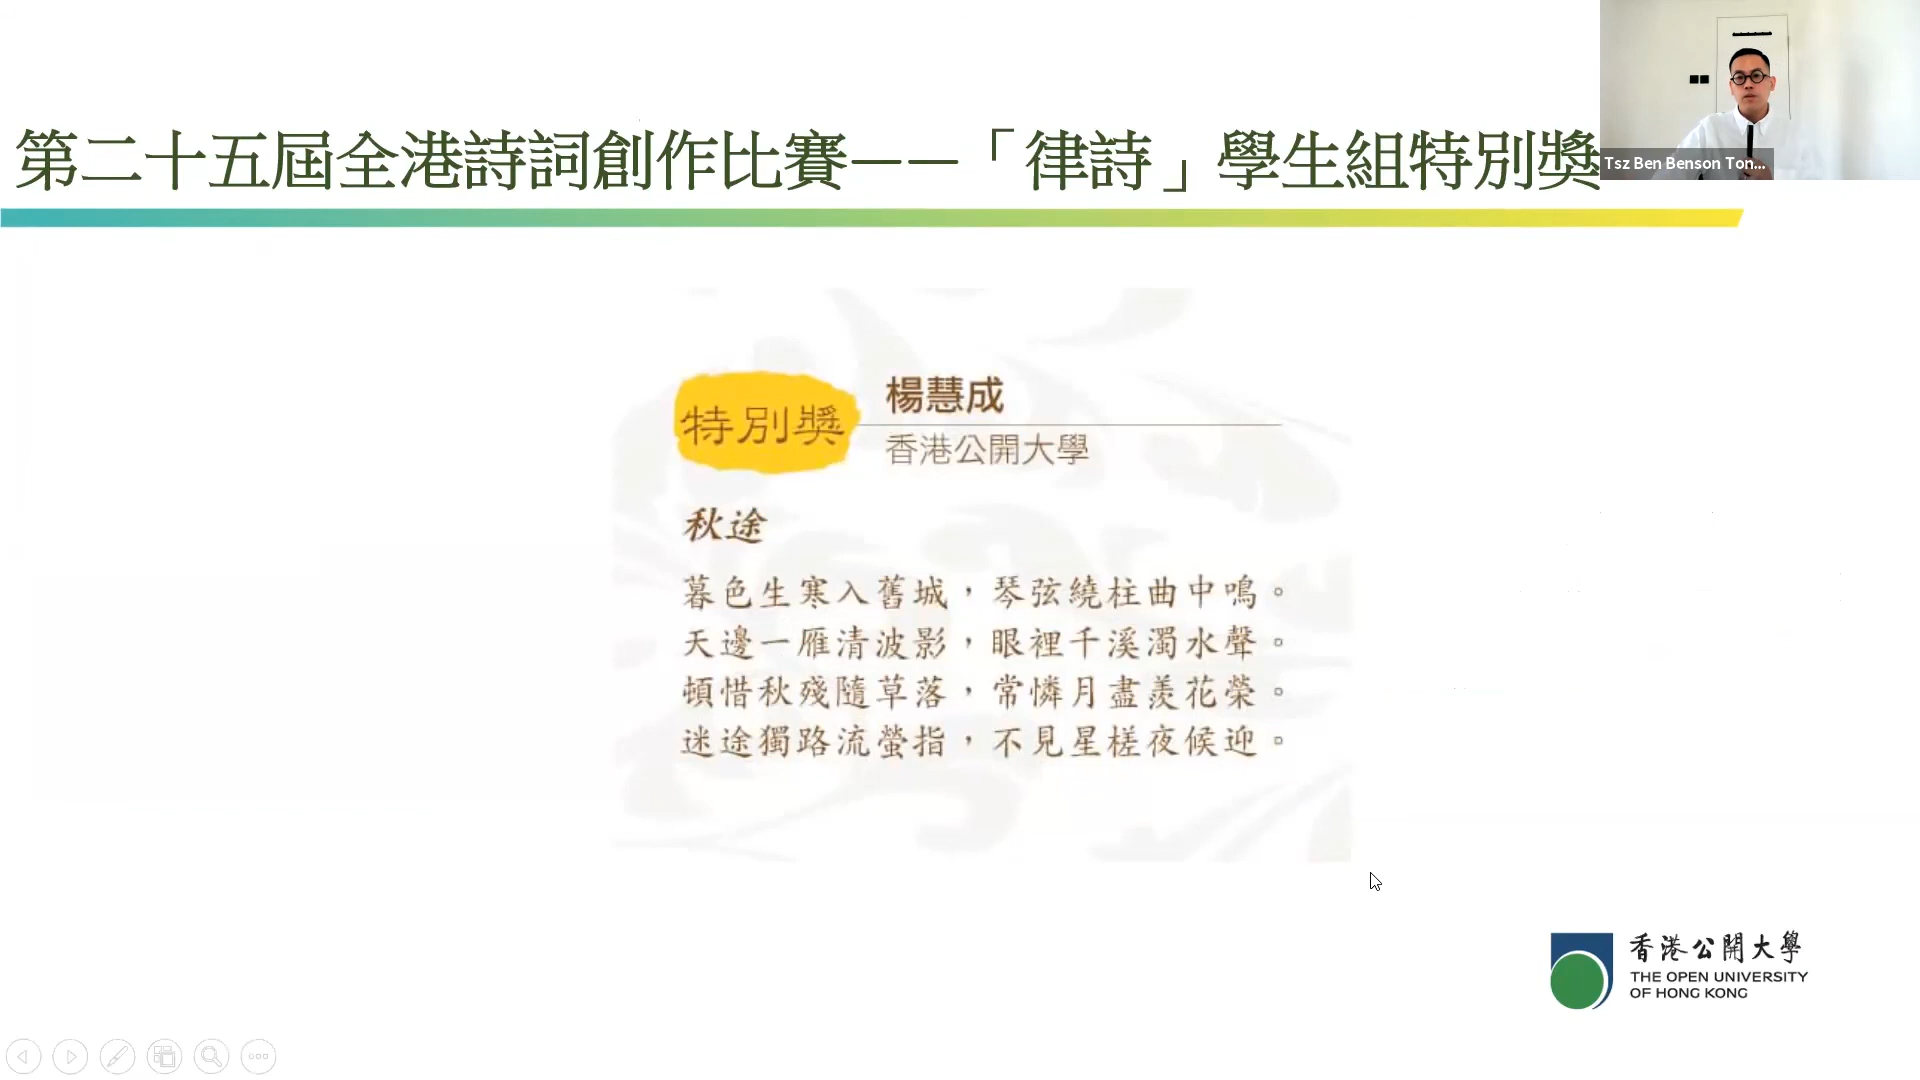 第二十五屆全港詩詞創作比賽——「律詩」學生組特別獎
Tsz Ben Benson Ton...
特別獎
楊慧成
香港公開大學
秋途
暮色生寒入舊城，琴弦繞柱曲中鳴。
天邊一雁清波影，眼裡千溪濁水聲。
頓惜秋殘隨草落，常憐月盡羨花榮。
迷途獨路流螢指，不見星槎夜候迎。
香港公開大學
THE OPEN UNIVERSITY
OF HONG KONG